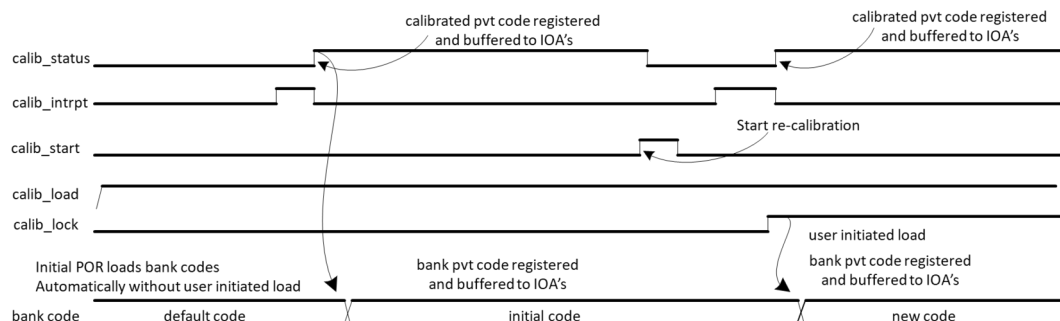 calibrated pvt code registered
and buffered to IOA's
calibrated pvt code registered
and buffered to IOA's
calib_status
calib_intrpt
Start re-calibration
calib_start
calib_load
calib_lock
user initiated load
Initial POR loads bank codes
Automatically without user initiated load
bank pvt code registered
and buffered to IOA's
bank pvt code registered
and buffered to IOA's
bank code
default code
initial code
new code